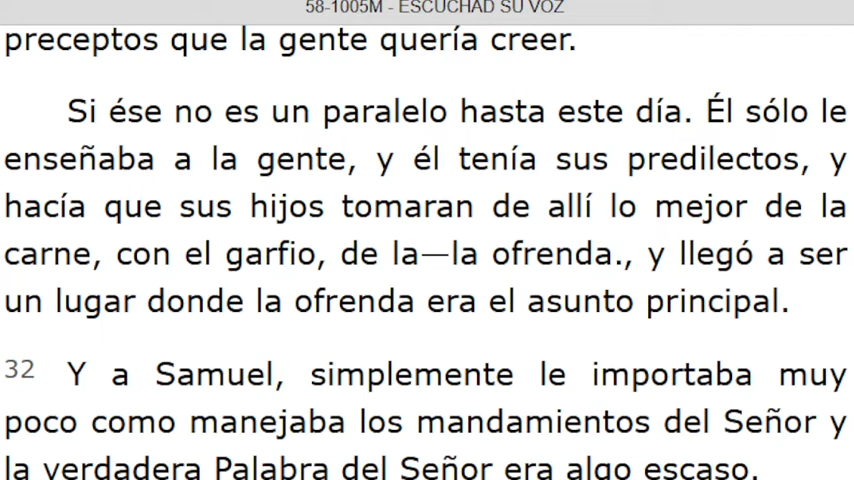 58-1005M - ESCUCHAD SU VOZ
preceptos que la gente quería creer.
Si ése no es un paralelo hasta este día. Él sólo le
enseñaba a la gente, y él tenía sus predilectos, y
hacía que sus hijos tomaran de allí lo mejor de la
carne, con el garfio, de la—la ofrenda., y llegó a ser
un lugar donde la ofrenda era el asunto principal.
32 Y a Samuel, simplemente le importaba muy
poco como manejaba los mandamientos del Señor y
la verdadera Palabra del Señor era algo escaso.